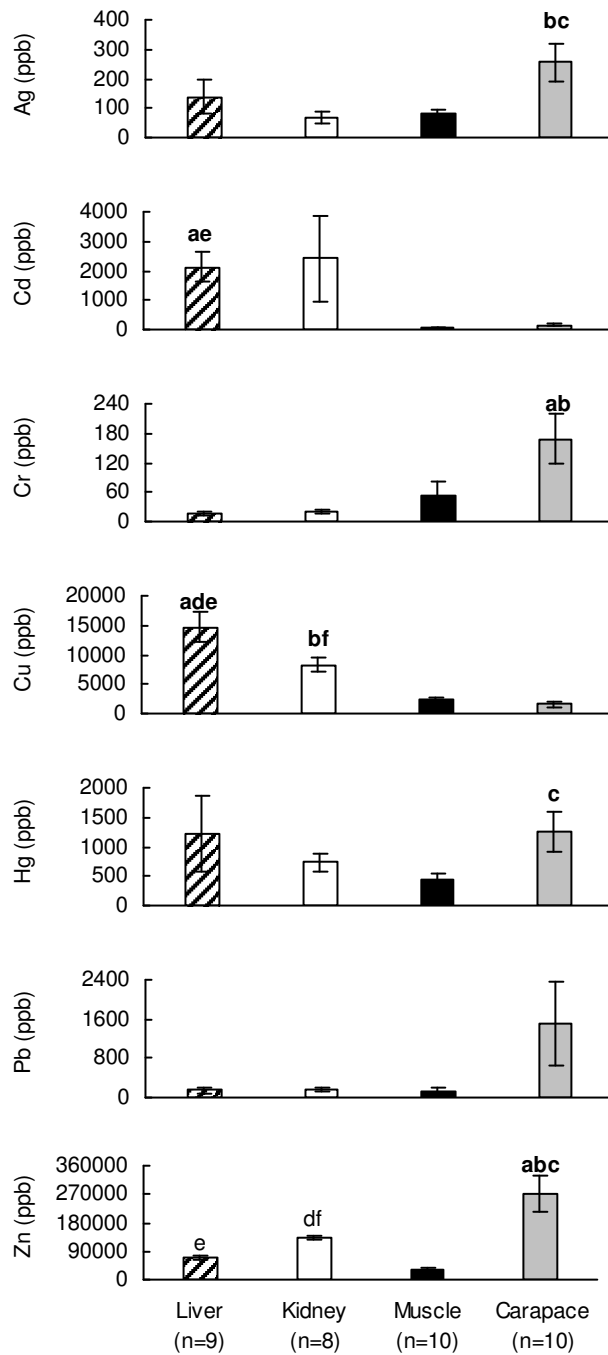 Ag (ppb)
400
300
200
100
0
bc
Cd (ppb)
4000
3000
2000
1000
0
ae
Cr (ppb)
240
180
120
60
0
ab
Cu (ppb)
20000
15000
10000
5000
0
ade
bf
Hg (ppb)
2000
1500
1000
500
0
c
Pb (ppb)
2400
1600
800
0
Zn (ppb)
360000
270000
180000
90000
0
e
df
abc
Liver Kidney Muscle Carapace
(n=9) (n=8) (n=10) (n=10)